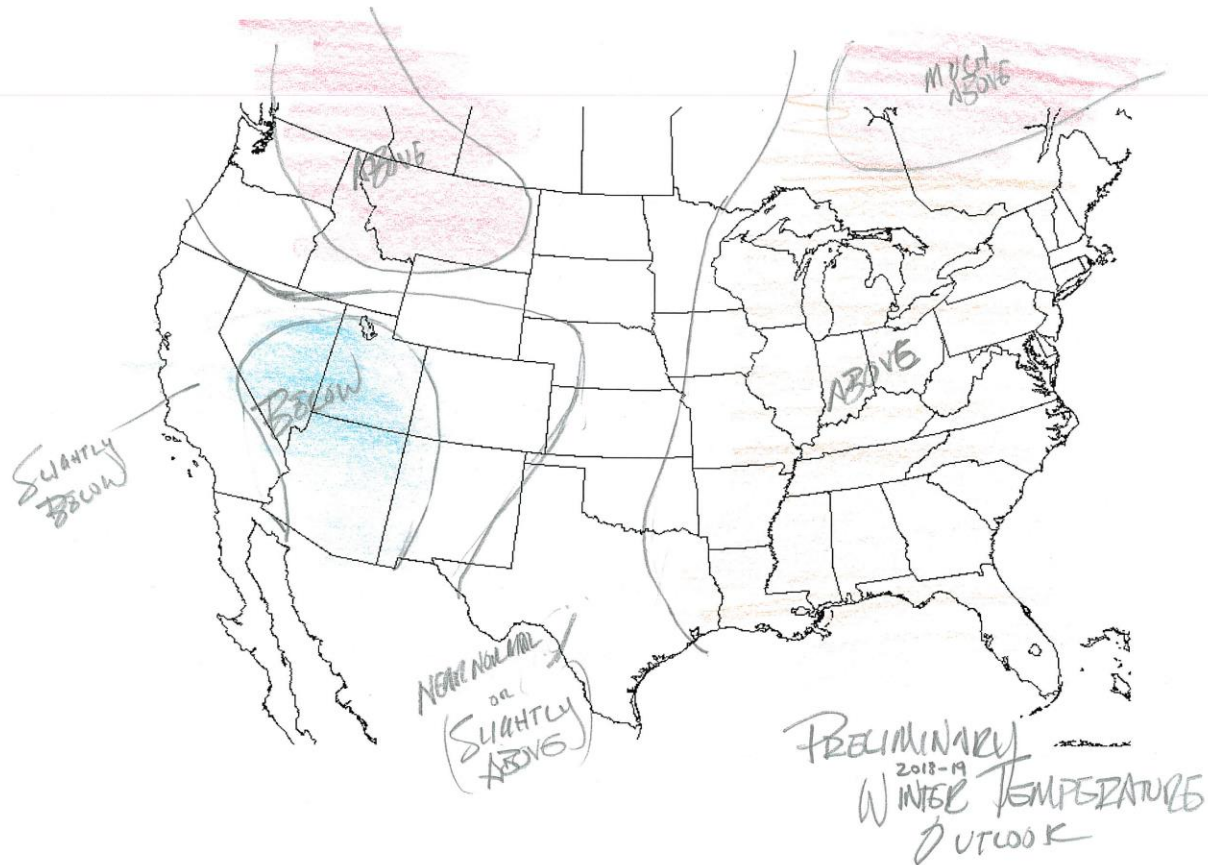 MUCH
ABOVE
ABOVE
ABOVE
BELOW
SLIGHTLY
BELOW
NEAR NORMAL
OR
(SLIGHTLY
ABOVE)
PRELIMINARY
2018-19
WINTER TEMPERATURE
OUTLOOK